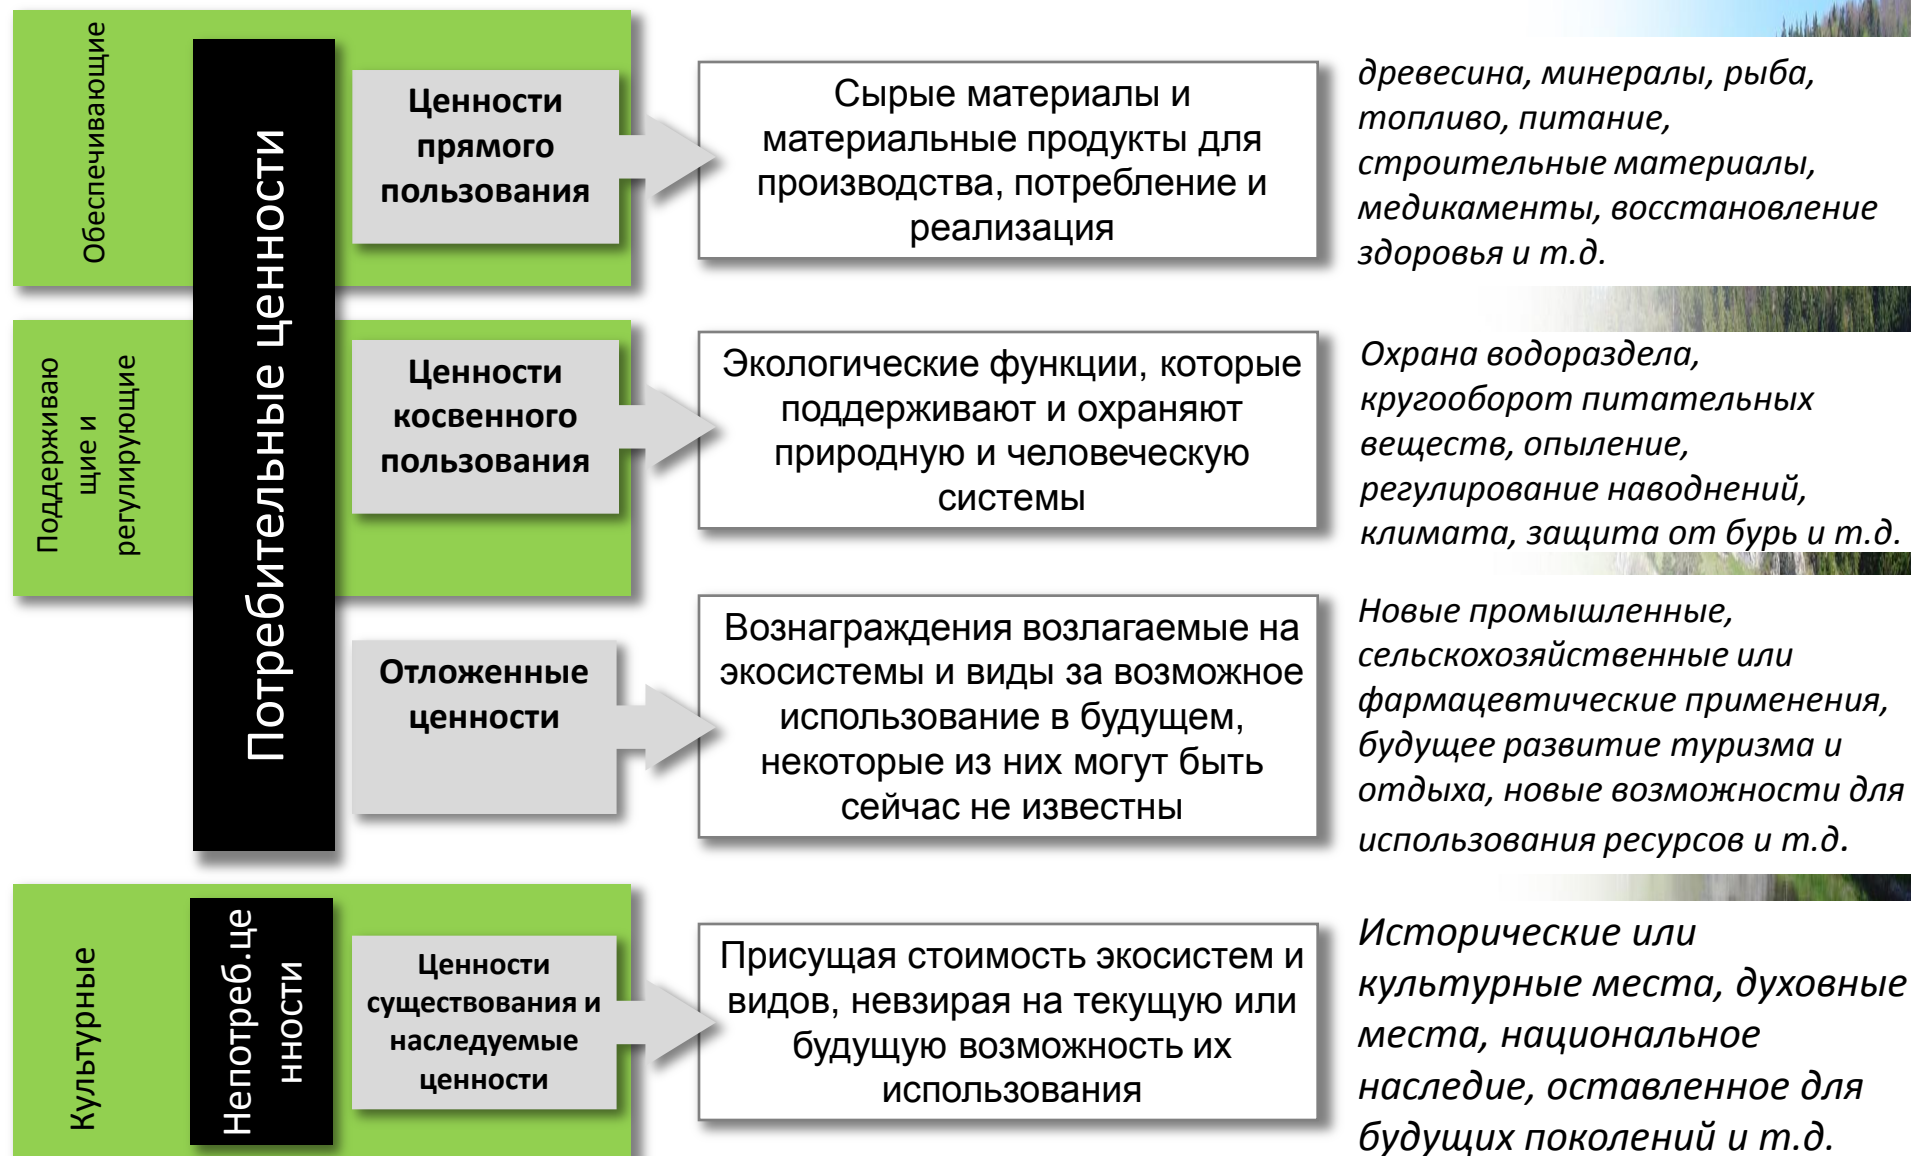 Обеспечивающие
Потребительные ценности
Ценности
прямого
пользования
Сырые материалы и
материальные продукты для
производства, потребление и
реализация
древесина, минералы, рыба,
топливо, питание,
строительные материалы,
медикаменты, восстановление
здоровья и т.д.
Поддерживаю
щие и
регулирующие
Ценности
косвенного
пользования
Экологические функции, которые
поддерживают и охраняют
природную и человеческую
системы
Охрана водораздела,
кругооборот питательных
веществ, опыление,
регулирование наводнений,
климата, защита от бурь и т.д.
Отложенные
ценности
Вознаграждения возлагаемые на
экосистемы и виды за возможное
использование в будущем,
некоторые из них могут быть
сейчас не известны
Новые промышленные,
сельскохозяйственные или
фармацевтические применения,
будущее развитие туризма и
отдыха, новые возможности для
использования ресурсов и т.д.
Культурные
Непотреб.це
нности
Ценности
существования и
наследуемые
ценности
Присущая стоимость экосистем и
видов, невзирая на текущую или
будущую возможность их
использования
Исторические или
культурные места, духовные
места, национальное
наследие, оставленное для
будущих поколений и т.д.